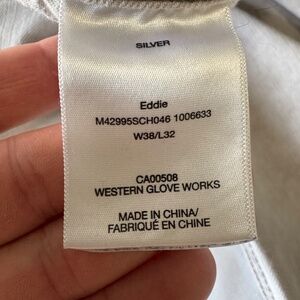 SILVER
Eddie
M42995SCH046 1006633
W38/L32
CA00508
WESTERN GLOVE WORKS
MADE IN CHINA/
FABRIQUÉ EN CHINE